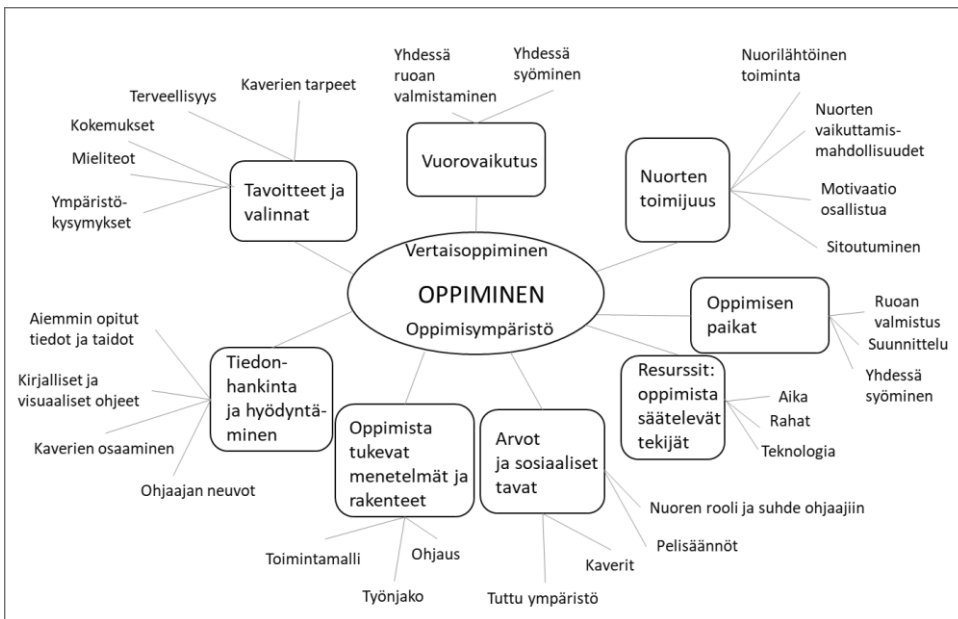 Kaverien tarpeet
Terveellisyys
Kokemukset
Mieliteot
Ympäristö-
kysymykset
Tavoitteet ja
valinnat
Yhdessä
ruoan
valmistaminen
Yhdessä
syöminen
Vuorovaikutus
Nuorilähtöinen
toiminta
Nuorten
vaikuttamis-
mahdollisuudet
Motivaatio
osallistua
Sitoutuminen
Nuorten
toimijuus
Vertaisoppiminen
OPPIMINEN
Oppimisympäristö
Oppimisen
paikat
Ruoan
valmistus
Suunnittelu
Yhdessä
syöminen
Resurssit:
oppimista
säätelevät
tekijät
Aika
Rahat
Teknologia
Aiemmin opitut
tiedot ja taidot
Kirjalliset ja
visuaaliset ohjeet
Kaverien osaaminen
Ohjaajan neuvot
Tiedon-
hankinta
ja hyödyntä-
minen
Oppimista
tukevat
menetelmät ja
rakenteet
Toimintamalli
Työnjako
Ohjaus
Arvot
ja sosiaaliset
tavat
Nuoren rooli ja suhde ohjaajiin
Pelisäännöt
Kaverit
Tuttu ympäristö